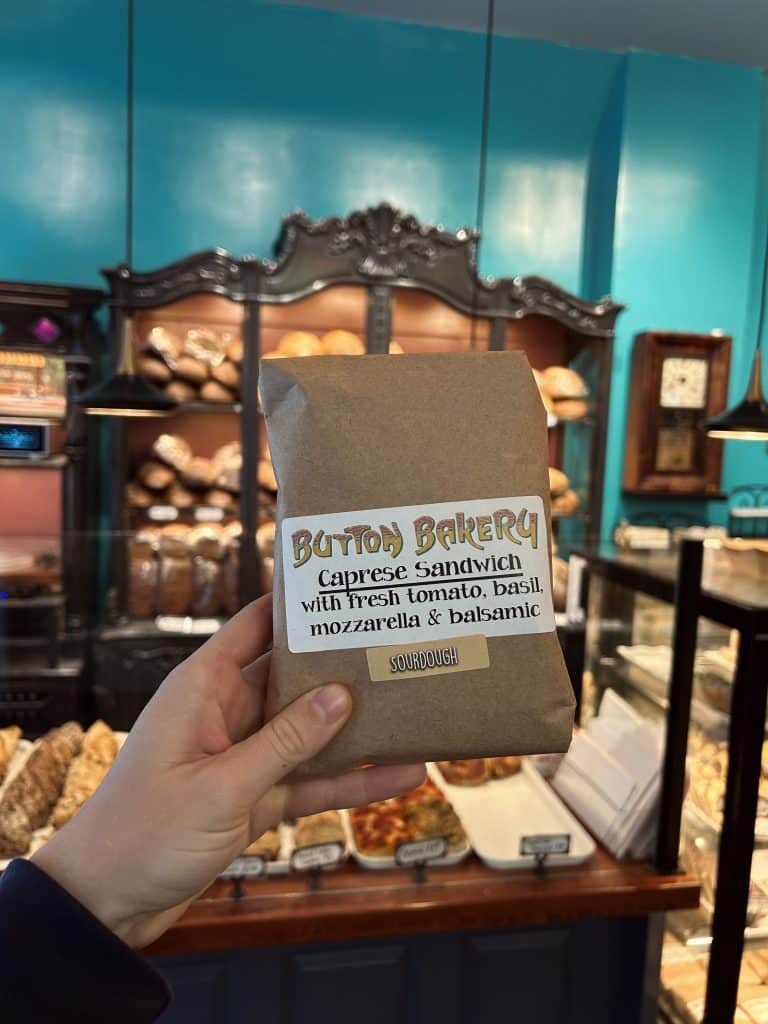 Button Bakery
Caprese Sandwich
with fresh tomato, basil,
mozzarella & balsamic
SOURDOUGH